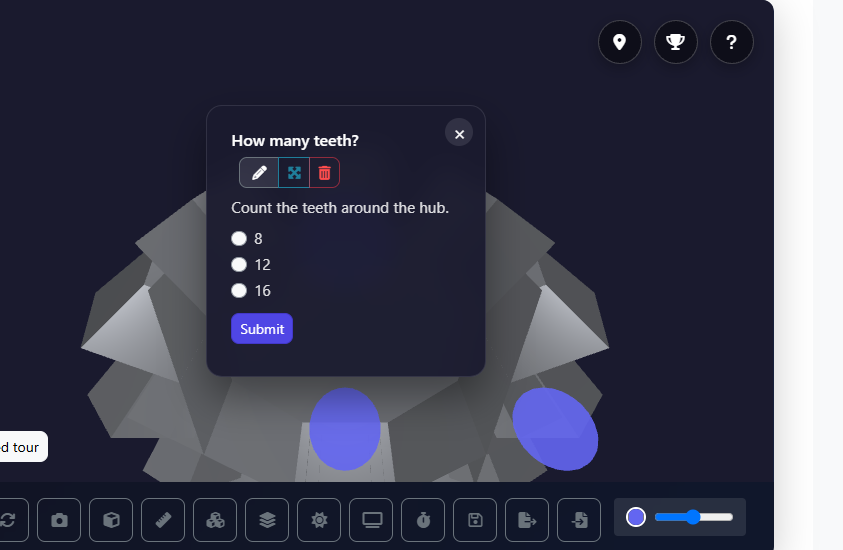 ?
How many teeth?
Count the teeth around the hub.
8
12
16
Submit
d tour